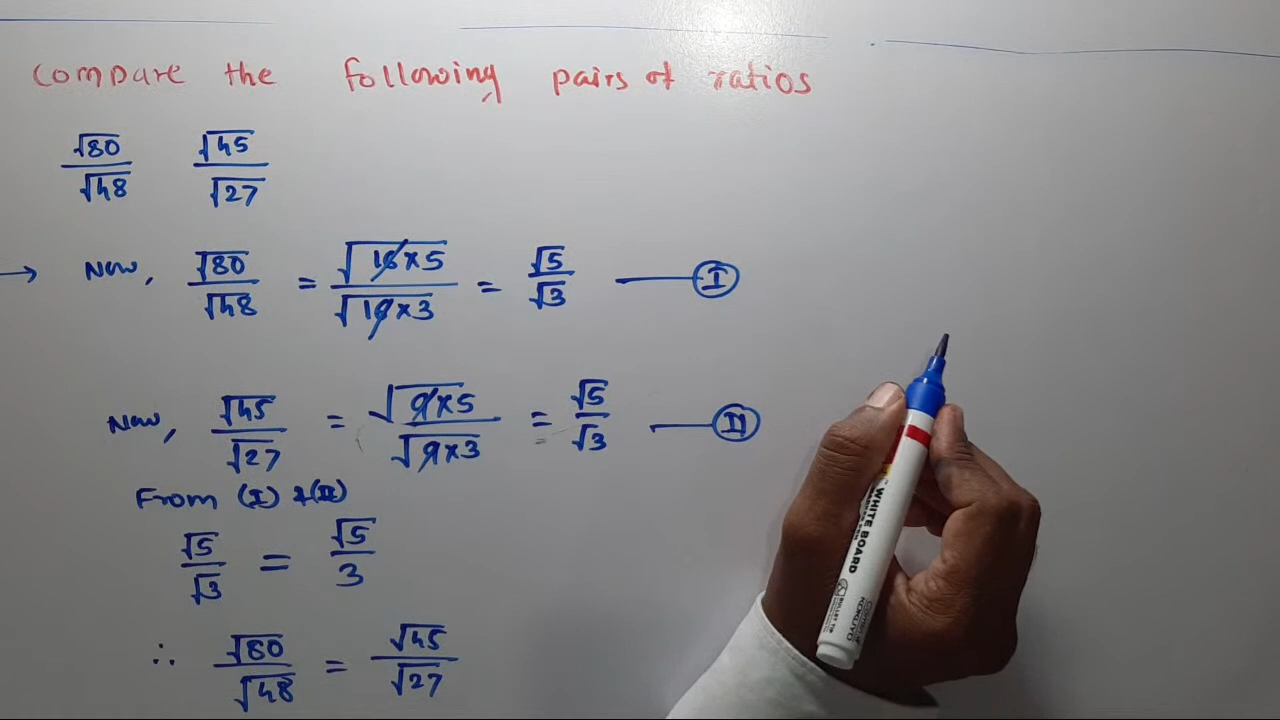 compare the following pairs of ratios
√80/√48 √45/√27
→ Now, √80/√48 = √16×5/√16×3 = √5/√3 —— I
Now, √45/√27 = √9×5/√9×3 = √5/√3 —— II
From (I) &(II)
√5/√3 = √5/3
∴ √80/√48 = √45/√27
WHITE BOARD
KOKUYO